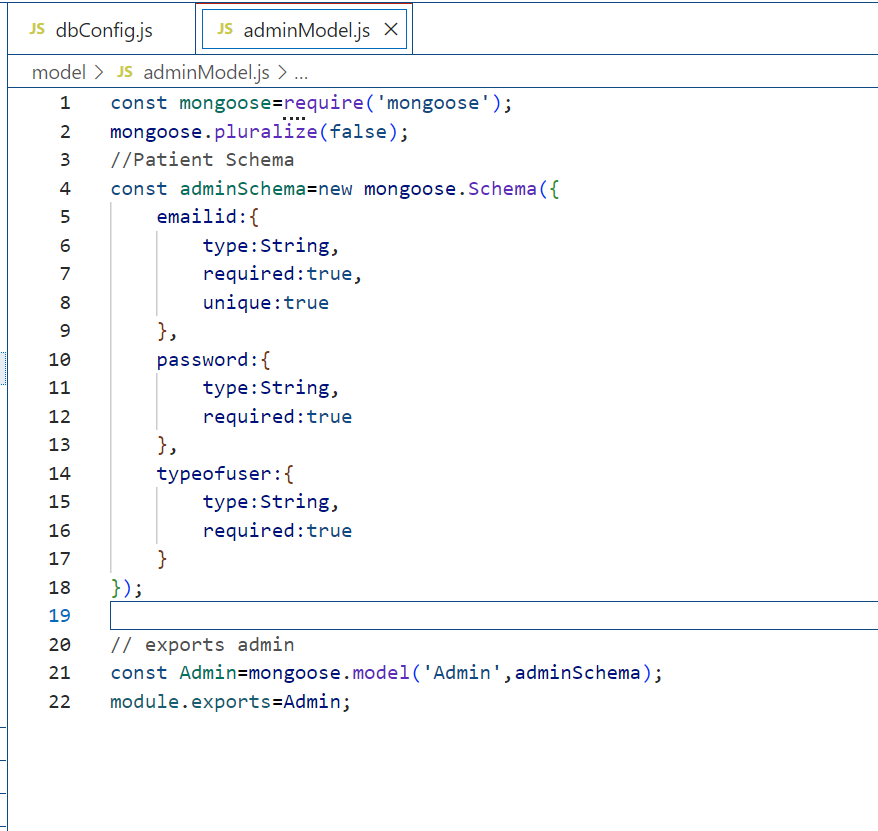 JS dbConfig.js JS adminModel.js ×
model > JS adminModel.js > ...
1 const mongoose=require('mongoose');
2 mongoose.pluralize(false);
3 //Patient Schema
4 const adminSchema=new mongoose.Schema({
5     emailid:{
6         type:String,
7         required:true,
8         unique:true
9     },
10     password:{
11         type:String,
12         required:true
13     },
14     typeofuser:{
15         type:String,
16         required:true
17     }
18 });
19
20 // exports admin
21 const Admin=mongoose.model('Admin',adminSchema);
22 module.exports=Admin;